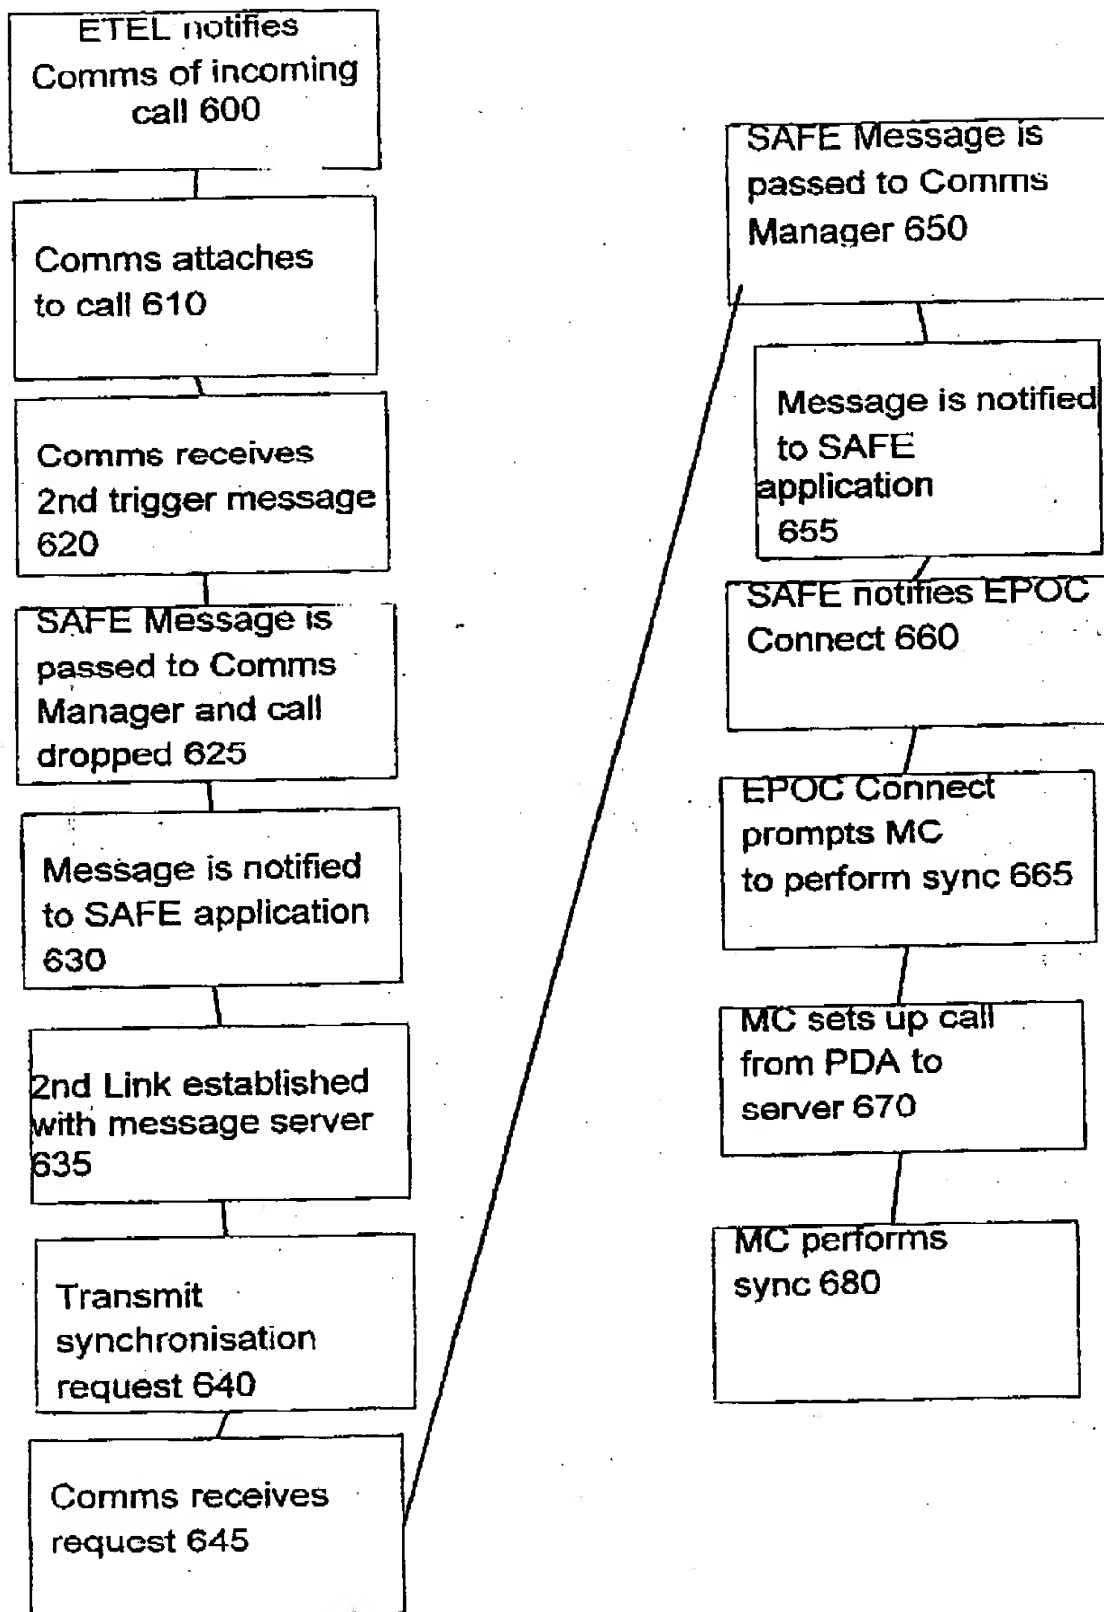 ETEL notifies
Comms of incoming
call 600
Comms attaches
to call 610
Comms receives
2nd trigger message
620
SAFE Message is
passed to Comms
Manager and call
dropped 625
Message is notified
to SAFE application
630
2nd Link established
with message server
635
Transmit
synchronisation
request 640
Comms receives
request 645
SAFE Message is
passed to Comms
Manager 650
Message is notified
to SAFE
application
655
SAFE notifies EPOC
Connect 660
EPOC Connect
prompts MC
to perform sync 665
MC sets up call
from PDA to
server 670
MC performs
sync 680